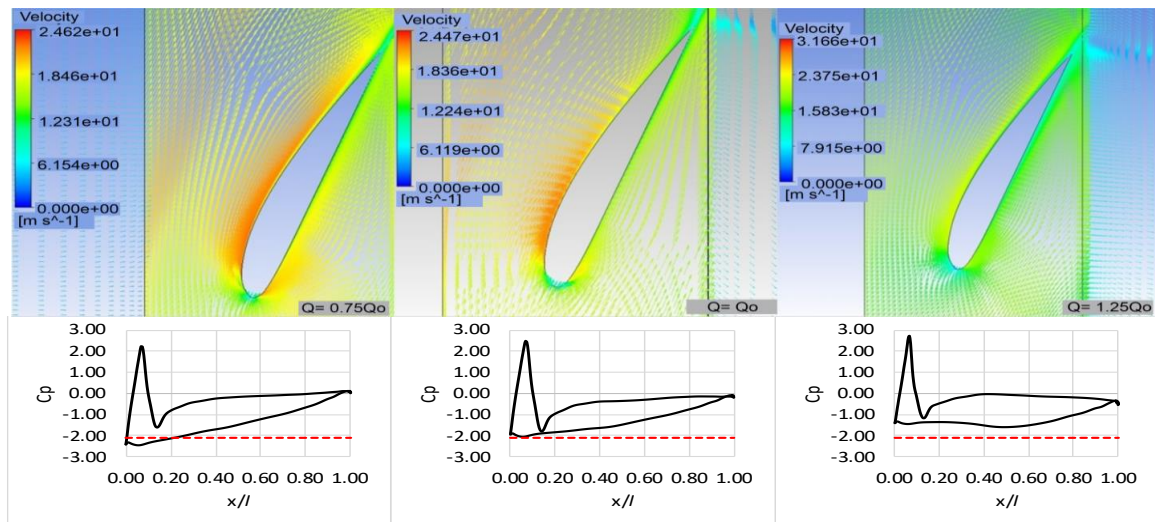 Velocity
2.462e+01
1.846e+01
1.231e+01
6.154e+00
0.000e+00
[m s^-1]
Q= 0.75Qo
Velocity
2.447e+01
1.836e+01
1.224e+01
6.119e+00
0.000e+00
[m s^-1]
Q= Qo
Velocity
3.166e+01
2.375e+01
1.583e+01
7.915e+00
0.000e+00
[m s^-1]
Q= 1.25Qo
Cp
3.00
2.00
1.00
0.00
-1.00
-2.00
-3.00
0.00 0.20 0.40 0.60 0.80 1.00
x/l
Cp
3.00
2.00
1.00
0.00
-1.00
-2.00
-3.00
0.00 0.20 0.40 0.60 0.80 1.00
x/l
Cp
3.00
2.00
1.00
0.00
-1.00
-2.00
-3.00
0.00 0.20 0.40 0.60 0.80 1.00
x/l